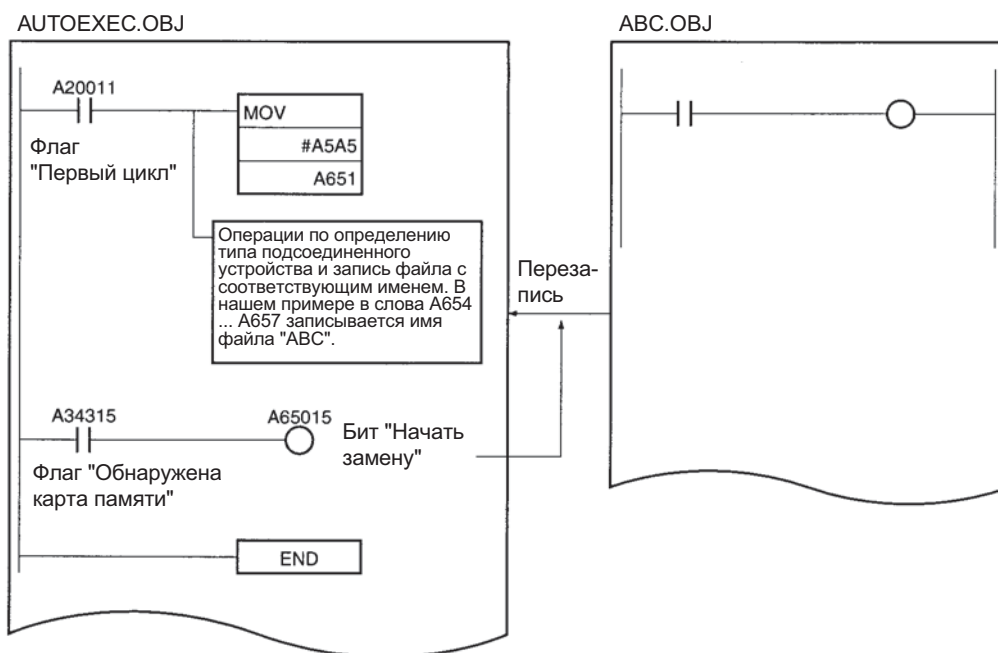 AUTOEXEC.OBJ
A20011
Флаг
"Первый цикл"
MOV
#A5A5
A651
Операции по определению
типа подсоединенного
устройства и запись файла с
соответствующим именем. В
нашем примере в слова A654
... A657 записывается имя
файла "ABC".
A34315
Флаг "Обнаружена
карта памяти"
A65015
Бит "Начать
замену"
END
Переза-
пись
ABC.OBJ